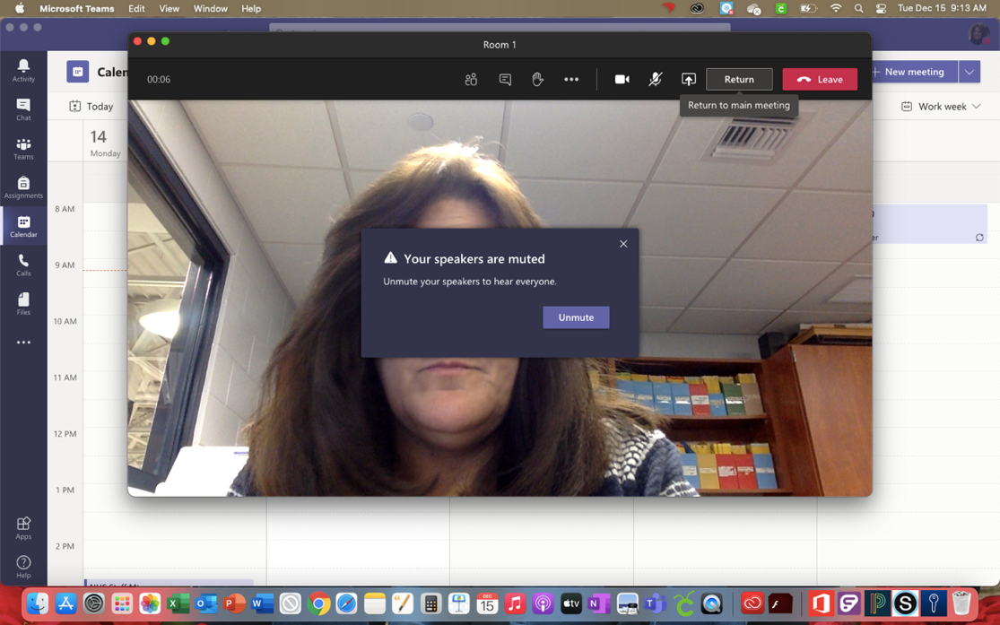 Microsoft Teams Edit View Window Help
Tue Dec 15 9:13 AM
Room 1
Calen
New meeting
00:06
Return
Leave
Return to main meeting
Today
Work week
Activity
Chat
Teams
Assignments
Calendar
Calls
Files
Apps
Help
14
Monday
8 AM
9 AM
10 AM
11 AM
12 PM
1 PM
2 PM
Your speakers are muted
Unmute your speakers to hear everyone.
Unmute
er
DEC
15
tv